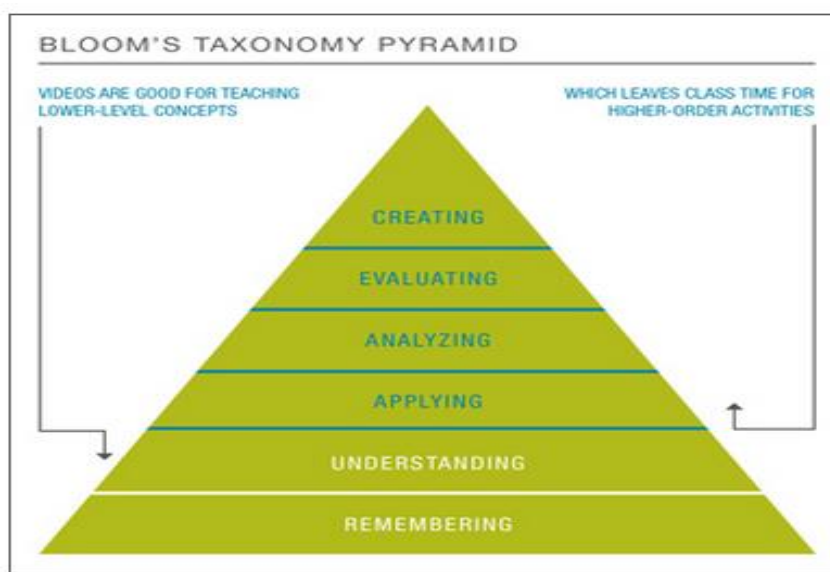 BLOOM'S TAXONOMY PYRAMID
VIDEOS ARE GOOD FOR TEACHING
LOWER-LEVEL CONCEPTS
WHICH LEAVES CLASS TIME FOR
HIGHER-ORDER ACTIVITIES
CREATING
EVALUATING
ANALYZING
APPLYING
UNDERSTANDING
REMEMBERING